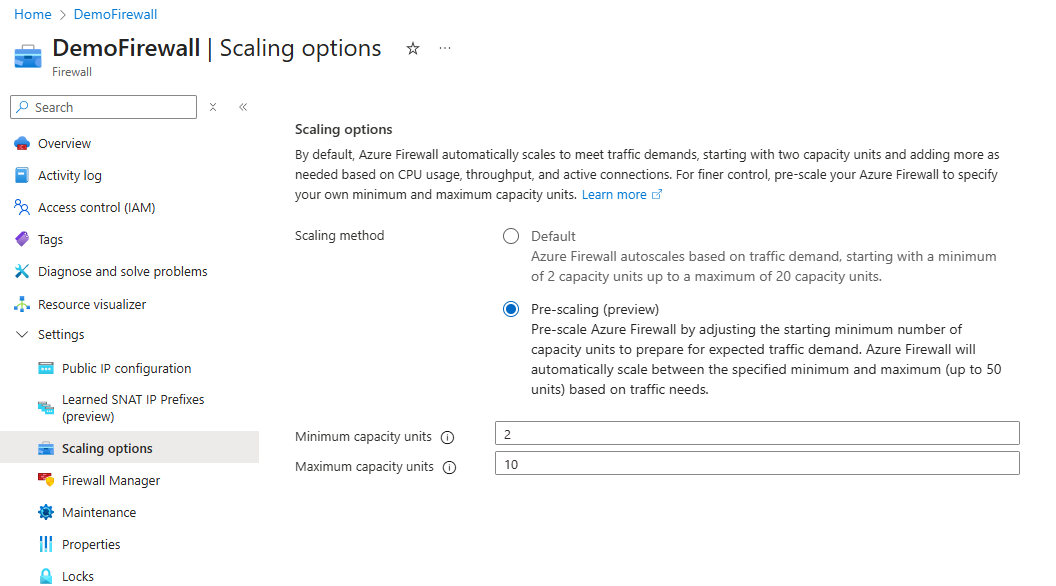 Home > DemoFirewall
DemoFirewall | Scaling options
Firewall
Search
Overview
Activity log
Access control (IAM)
Tags
Diagnose and solve problems
Resource visualizer
Settings
Public IP configuration
Learned SNAT IP Prefixes
(preview)
Scaling options
Firewall Manager
Maintenance
Properties
Locks
Scaling options
By default, Azure Firewall automatically scales to meet traffic demands, starting with two capacity units and adding more as
needed based on CPU usage, throughput, and active connections. For finer control, pre-scale your Azure Firewall to specify
your own minimum and maximum capacity units. Learn more
Scaling method
Default
Azure Firewall autoscales based on traffic demand, starting with a minimum
of 2 capacity units up to a maximum of 20 capacity units.
Pre-scaling (preview)
Pre-scale Azure Firewall by adjusting the starting minimum number of
capacity units to prepare for expected traffic demand. Azure Firewall will
automatically scale between the specified minimum and maximum (up to 50
units) based on traffic needs.
Minimum capacity units 2
Maximum capacity units 10